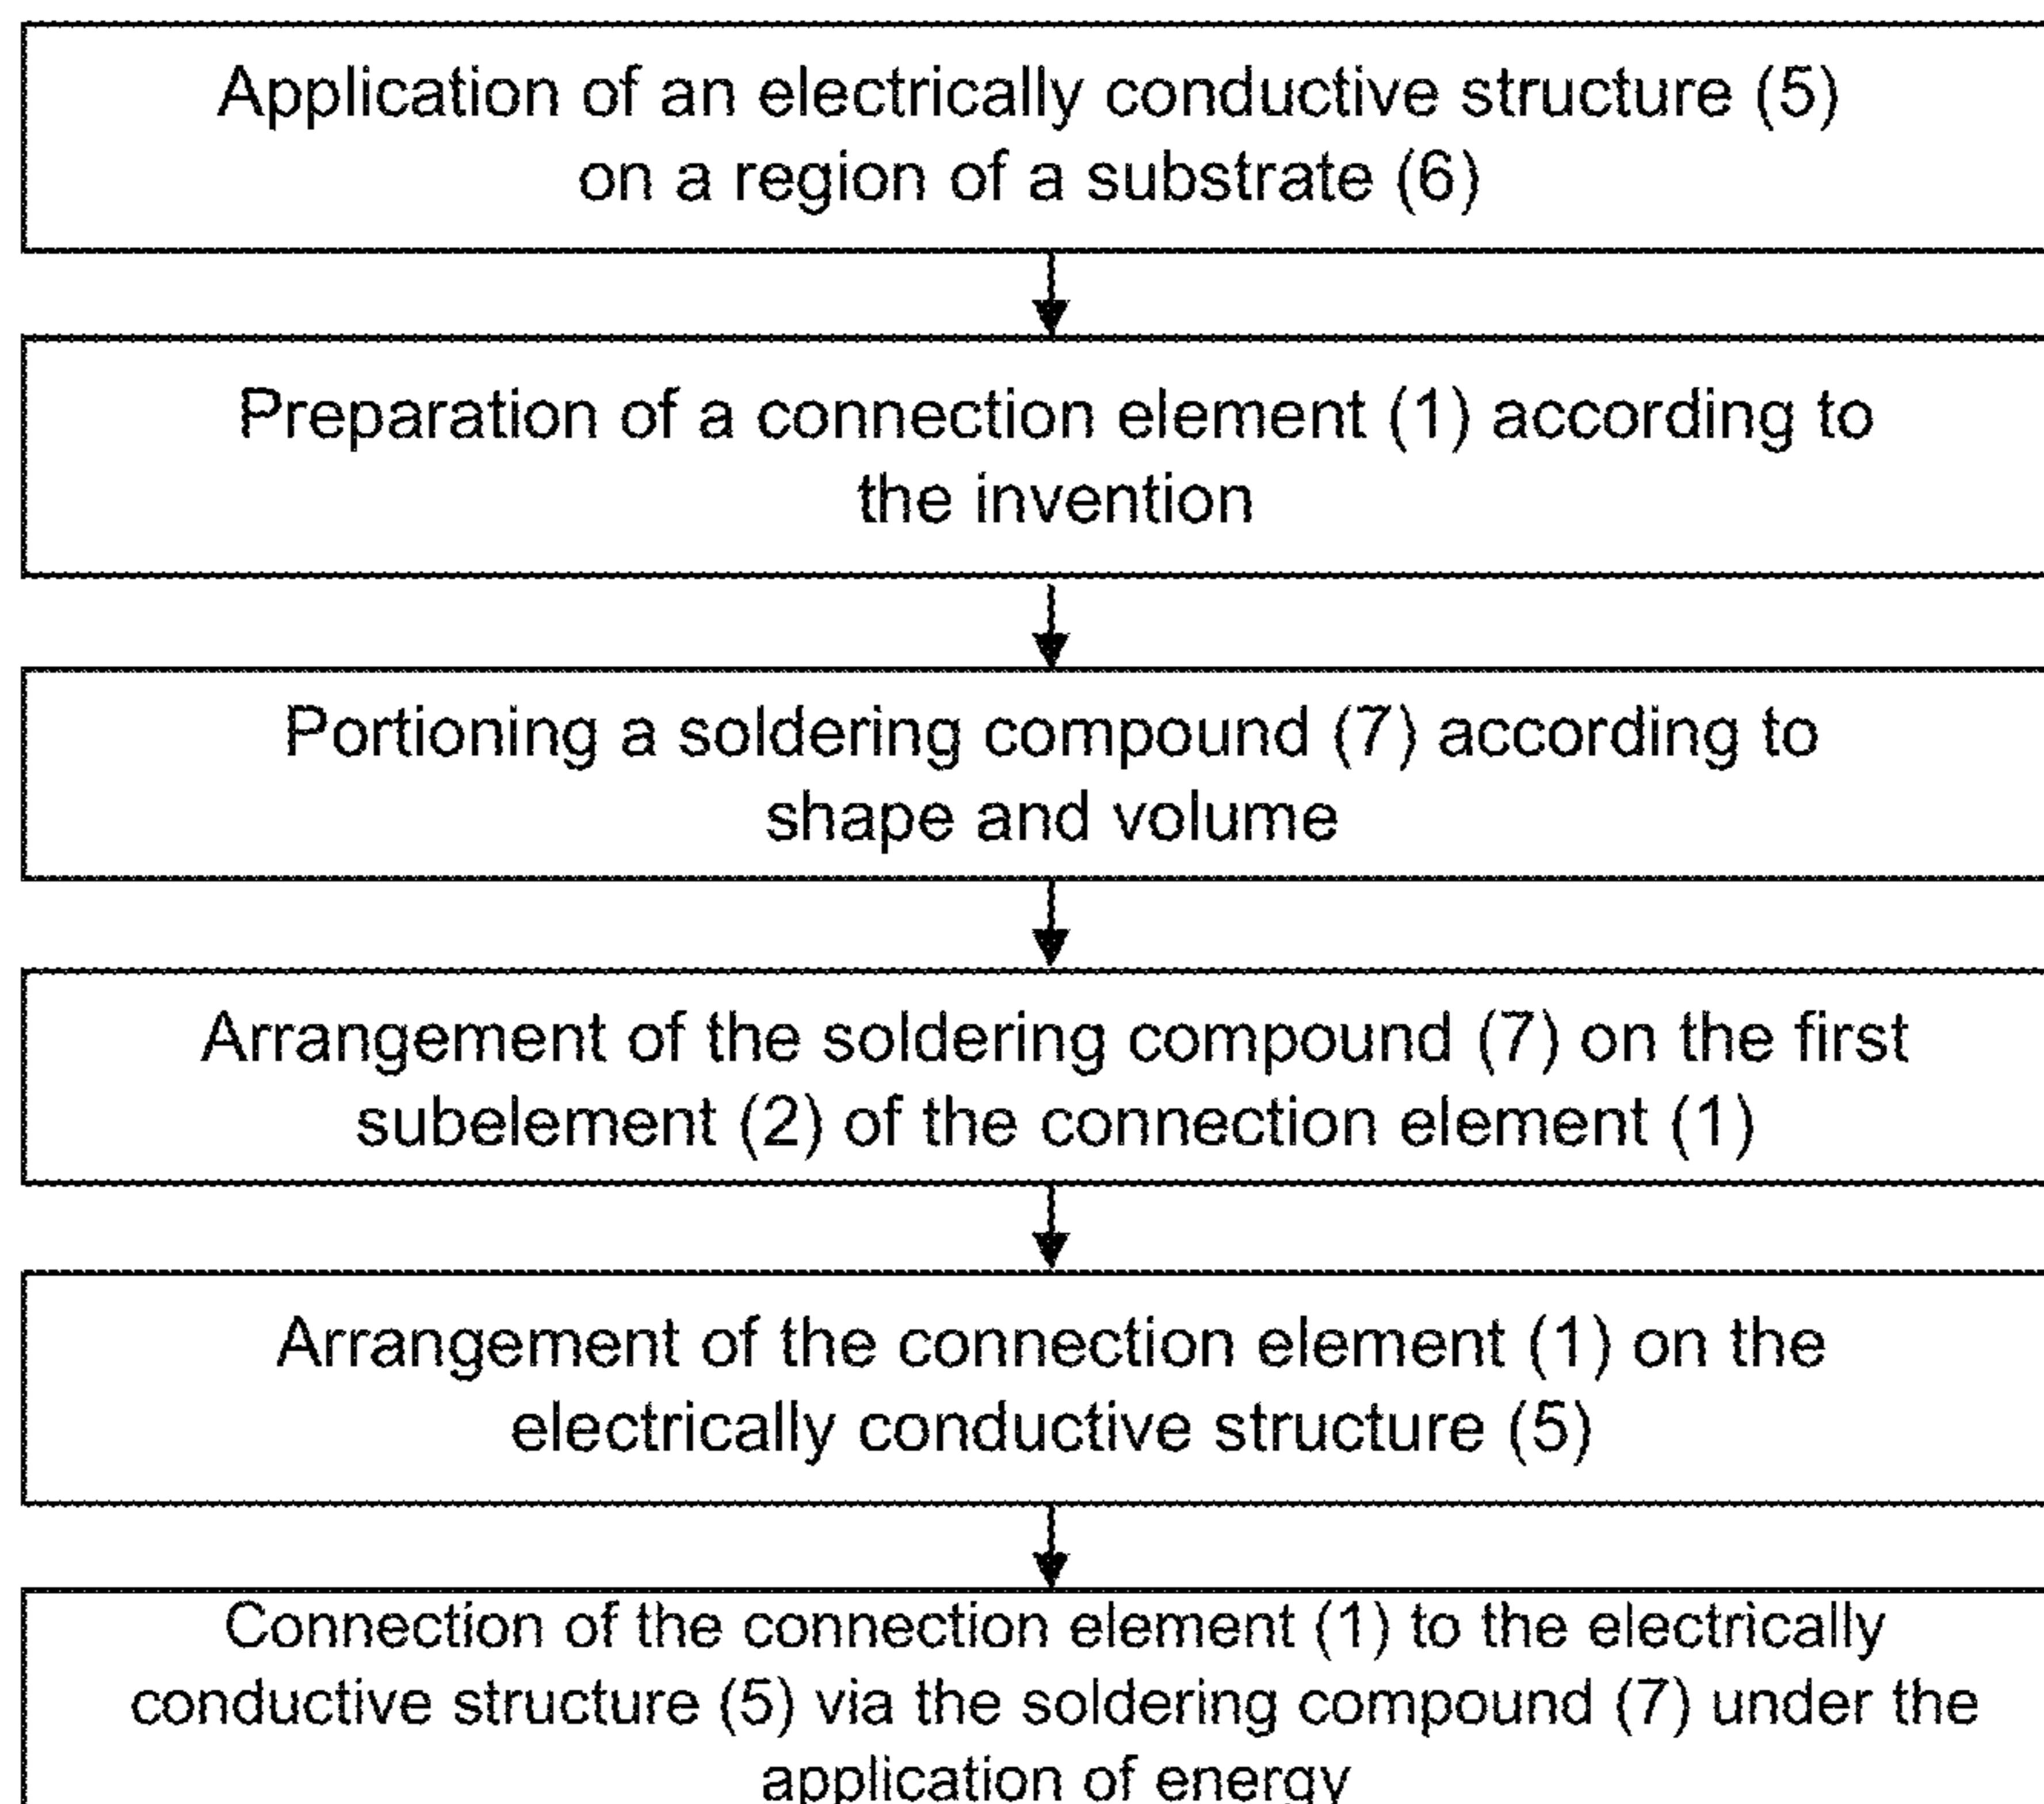 Application of an electrically conductive structure (5)
on a region of a substrate (6)
Preparation of a connection element (1) according to
the invention
Portioning a soldering compound (7) according to
shape and volume
Arrangement of the soldering compound (7) on the first
subelement (2) of the connection element (1)
Arrangement of the connection element (1) on the
electrically conductive structure (5)
Connection of the connection element (1) to the electrically
conductive structure (5) via the soldering compound (7) under the
application of energy